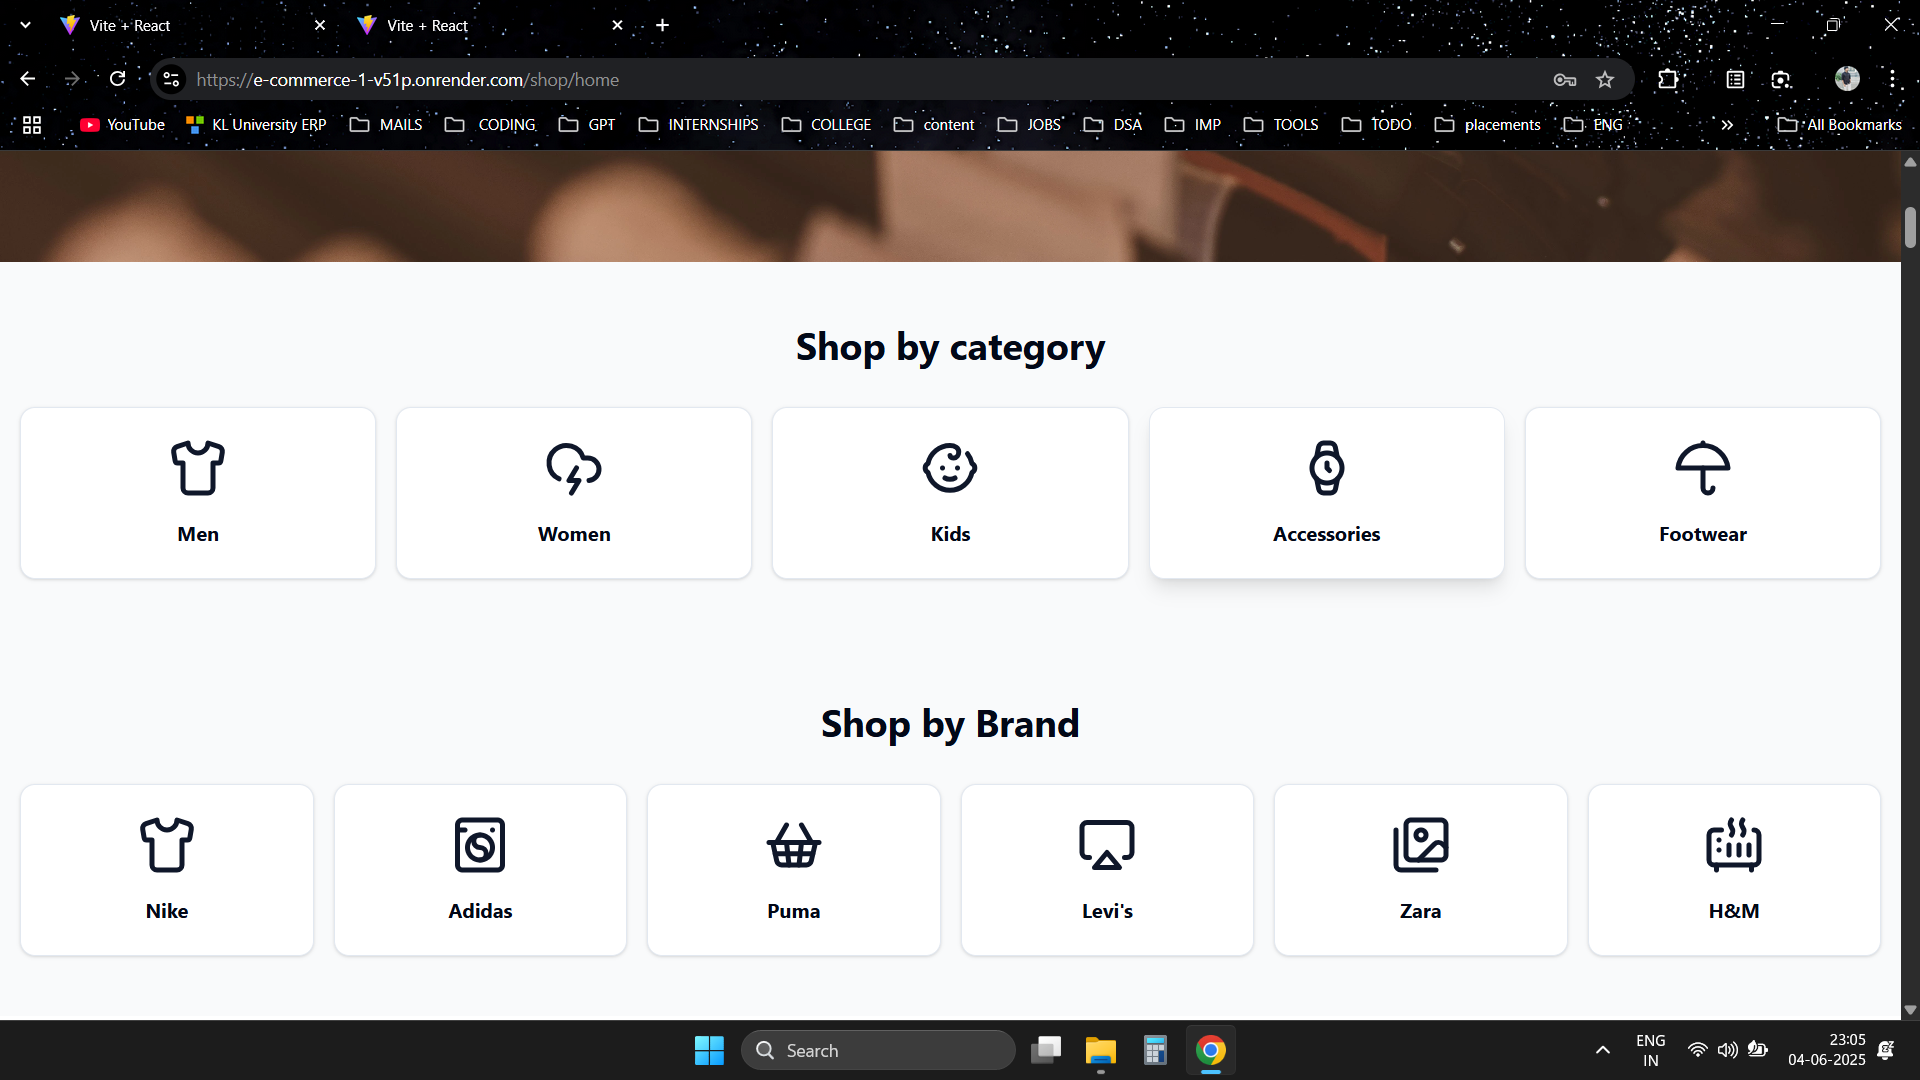 Vite + React
Vite + React
https://e-commerce-1-v51p.onrender.com/shop/home
YouTube KL University ERP MAILS CODING GPT INTERNSHIPS COLLEGE content JOBS DSA IMP TOOLS TODO placements ENG All Bookmarks
Shop by category
Men Women Kids Accessories Footwear
Shop by Brand
Nike Adidas Puma Levi's Zara H&M
Search
ENG
IN
23:05
04-06-2025